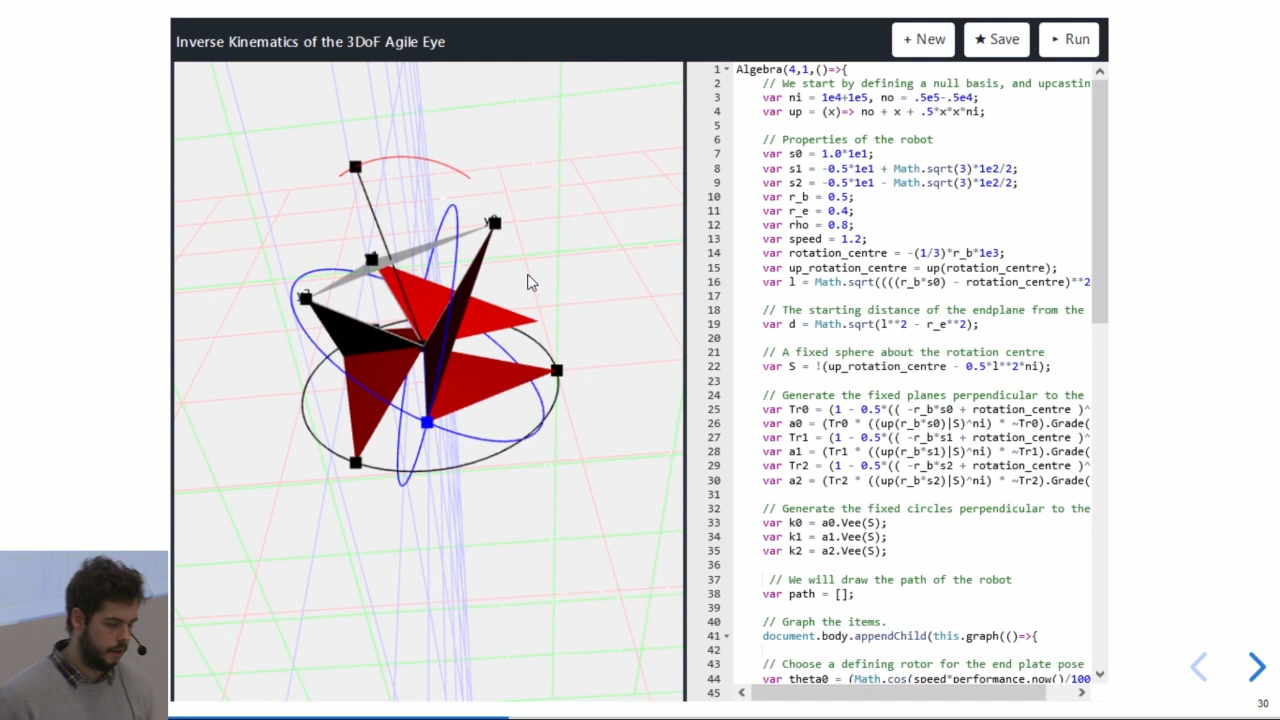 Inverse Kinematics of the 3DoF Agile Eye
+ New
★ Save
Run
1 Algebra(4,1,()=>{
2 // We start by defining a null basis, and upcastin
3 var ni = 1e4+1e5, no = .5e5-.5e4;
4 var up = (x)=> no + x + .5*x*x*ni;
5
6 // Properties of the robot
7 var s0 = 1.0*1e1;
8 var s1 = -0.5*1e1 + Math.sqrt(3)*1e2/2;
9 var s2 = -0.5*1e1 - Math.sqrt(3)*1e2/2;
10 var r_b = 0.5;
11 var r_e = 0.4;
12 var rho = 0.8;
13 var speed = 1.2;
14 var rotation_centre = -(1/3)*r_b*1e3;
15 var up_rotation_centre = up(rotation_centre);
16 var l = Math.sqrt((((r_b*s0) - rotation_centre)**2
17
18 // The starting distance of the endplane from the
19 var d = Math.sqrt(l**2 - r_e**2);
20
21 // A fixed sphere about the rotation centre
22 var S = !(up_rotation_centre - 0.5*l**2*ni);
23
24 // Generate the fixed planes perpendicular to the
25 var Tr0 = (1 - 0.5*(( -r_b*s0 + rotation_centre )^
26 var a0 = (Tr0 * ((up(r_b*s0)|S)^ni) * ~Tr0).Grade(
27 var Tr1 = (1 - 0.5*(( -r_b*s1 + rotation_centre )^
28 var a1 = (Tr1 * ((up(r_b*s1)|S)^ni) * ~Tr1).Grade(
29 var Tr2 = (1 - 0.5*(( -r_b*s2 + rotation_centre )^
30 var a2 = (Tr2 * ((up(r_b*s2)|S)^ni) * ~Tr2).Grade(
31
32 // Generate the fixed circles perpendicular to the
33 var k0 = a0.Vee(S);
34 var k1 = a1.Vee(S);
35 var k2 = a2.Vee(S);
36
37 // We will draw the path of the robot
38 var path = [];
39
40 // Graph the items.
41 document.body.appendChild(this.graph(()=>{
42
43 // Choose a defining rotor for the end plate pose
44 var theta0 = (Math.cos(speed*performance.now()/100
45
30